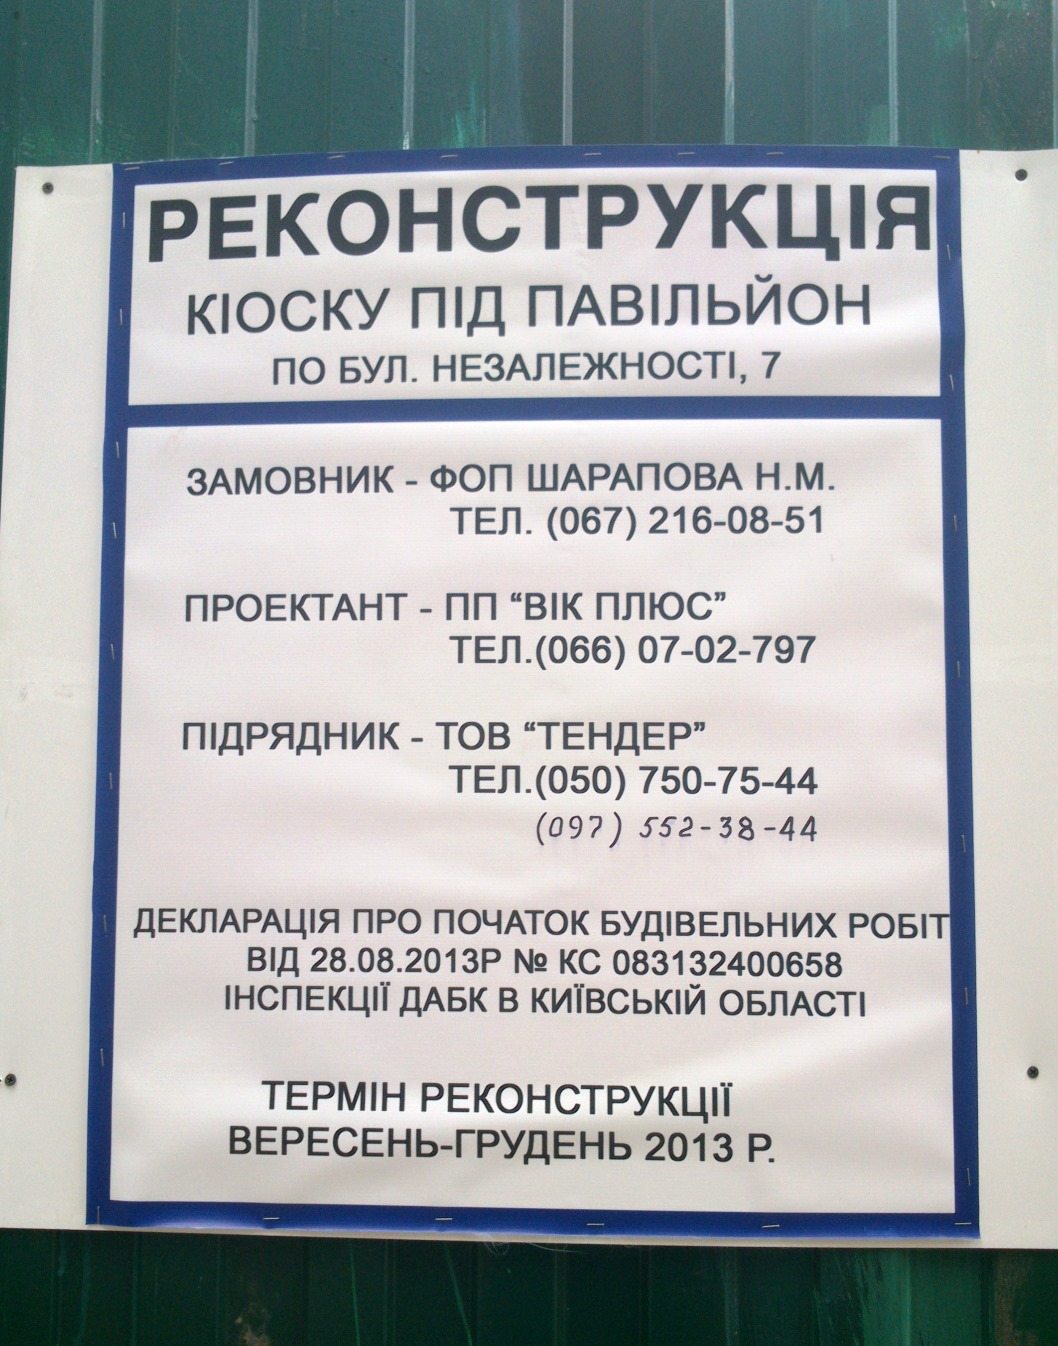 РЕКОНСТРУКЦІЯ
КІОСКУ ПІД ПАВІЛЬЙОН
ПО БУЛ. НЕЗАЛЕЖНОСТІ, 7
ЗАМОВНИК - ФОП ШАРАПОВА Н.М.
ТЕЛ. (067) 216-08-51
ПРОЕКТАНТ - ПП “ВІК ПЛЮС”
ТЕЛ.(066) 07-02-797
ПІДРЯДНИК - ТОВ “ТЕНДЕР”
ТЕЛ.(050) 750-75-44
(097) 552-38-44
ДЕКЛАРАЦІЯ ПРО ПОЧАТОК БУДІВЕЛЬНИХ РОБІТ
ВІД 28.08.2013Р № КС 083132400658
ІНСПЕКЦІЇ ДАБК В КИЇВСЬКІЙ ОБЛАСТІ
ТЕРМІН РЕКОНСТРУКЦІЇ
ВЕРЕСЕНЬ-ГРУДЕНЬ 2013 Р.